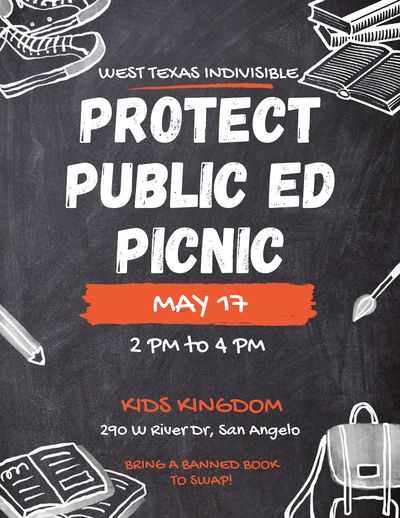 WEST TEXAS INDIVISIBLE
PROTECT
PUBLIC ED
PICNIC
MAY 17
2 PM to 4 PM
KIDS KINGDOM
290 W River Dr, San Angelo
BRING A BANNED BOOK
TO SWAP!